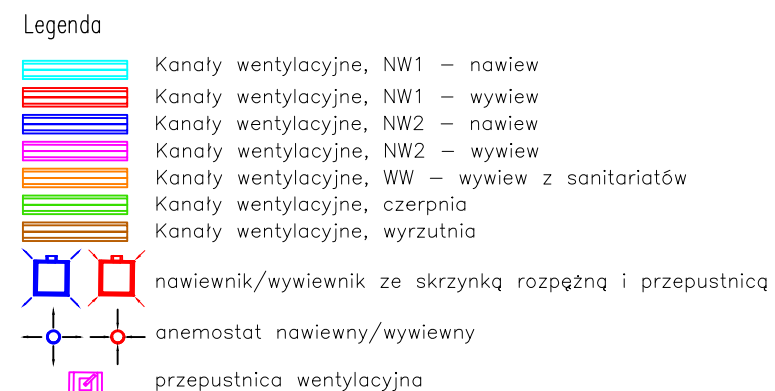 Legenda
Kanały wentylacyjne, NW1 – nawiew
Kanały wentylacyjne, NW1 – wywiew
Kanały wentylacyjne, NW2 – nawiew
Kanały wentylacyjne, NW2 – wywiew
Kanały wentylacyjne, WW – wywiew z sanitariatów
Kanały wentylacyjne, czerpnia
Kanały wentylacyjne, wyrzutnia
nawiewnik/wywiewnik ze skrzynką rozpężną i przepustnicą
anemostat nawiewny/wywiewny
przepustnica wentylacyjna